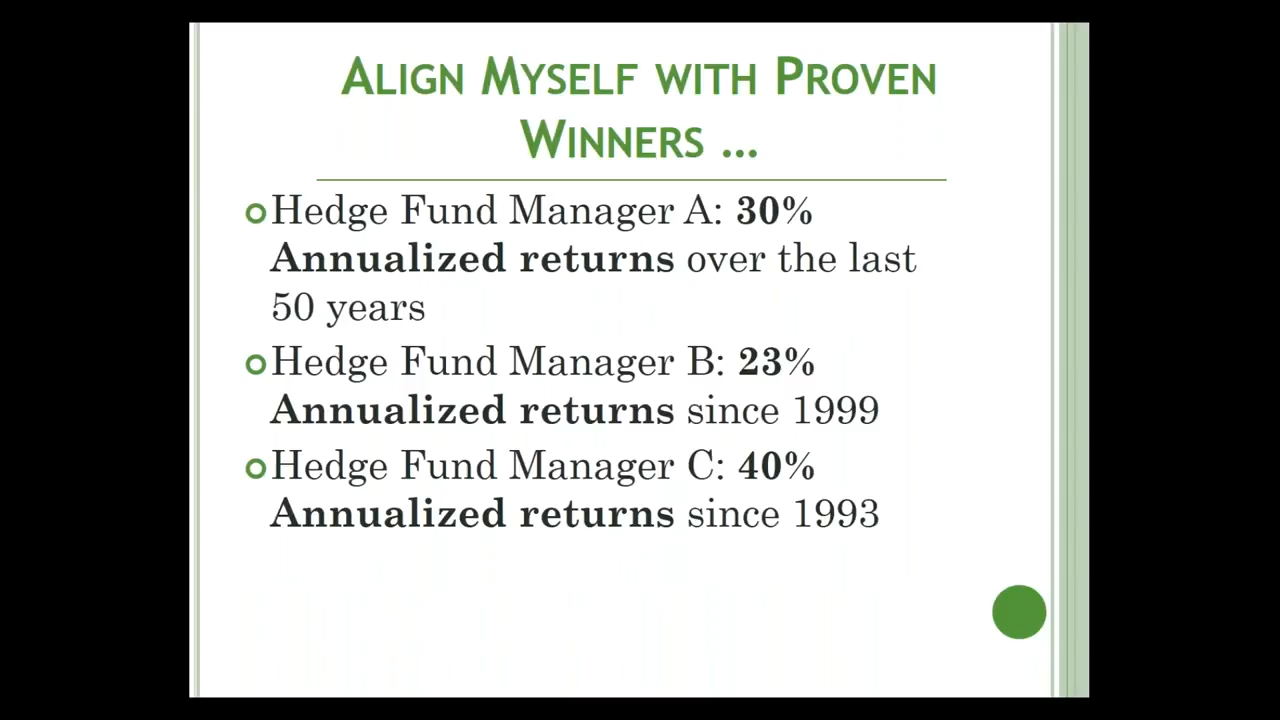 Align Myself with Proven
Winners ...
Hedge Fund Manager A: 30%
Annualized returns over the last
50 years
Hedge Fund Manager B: 23%
Annualized returns since 1999
Hedge Fund Manager C: 40%
Annualized returns since 1993